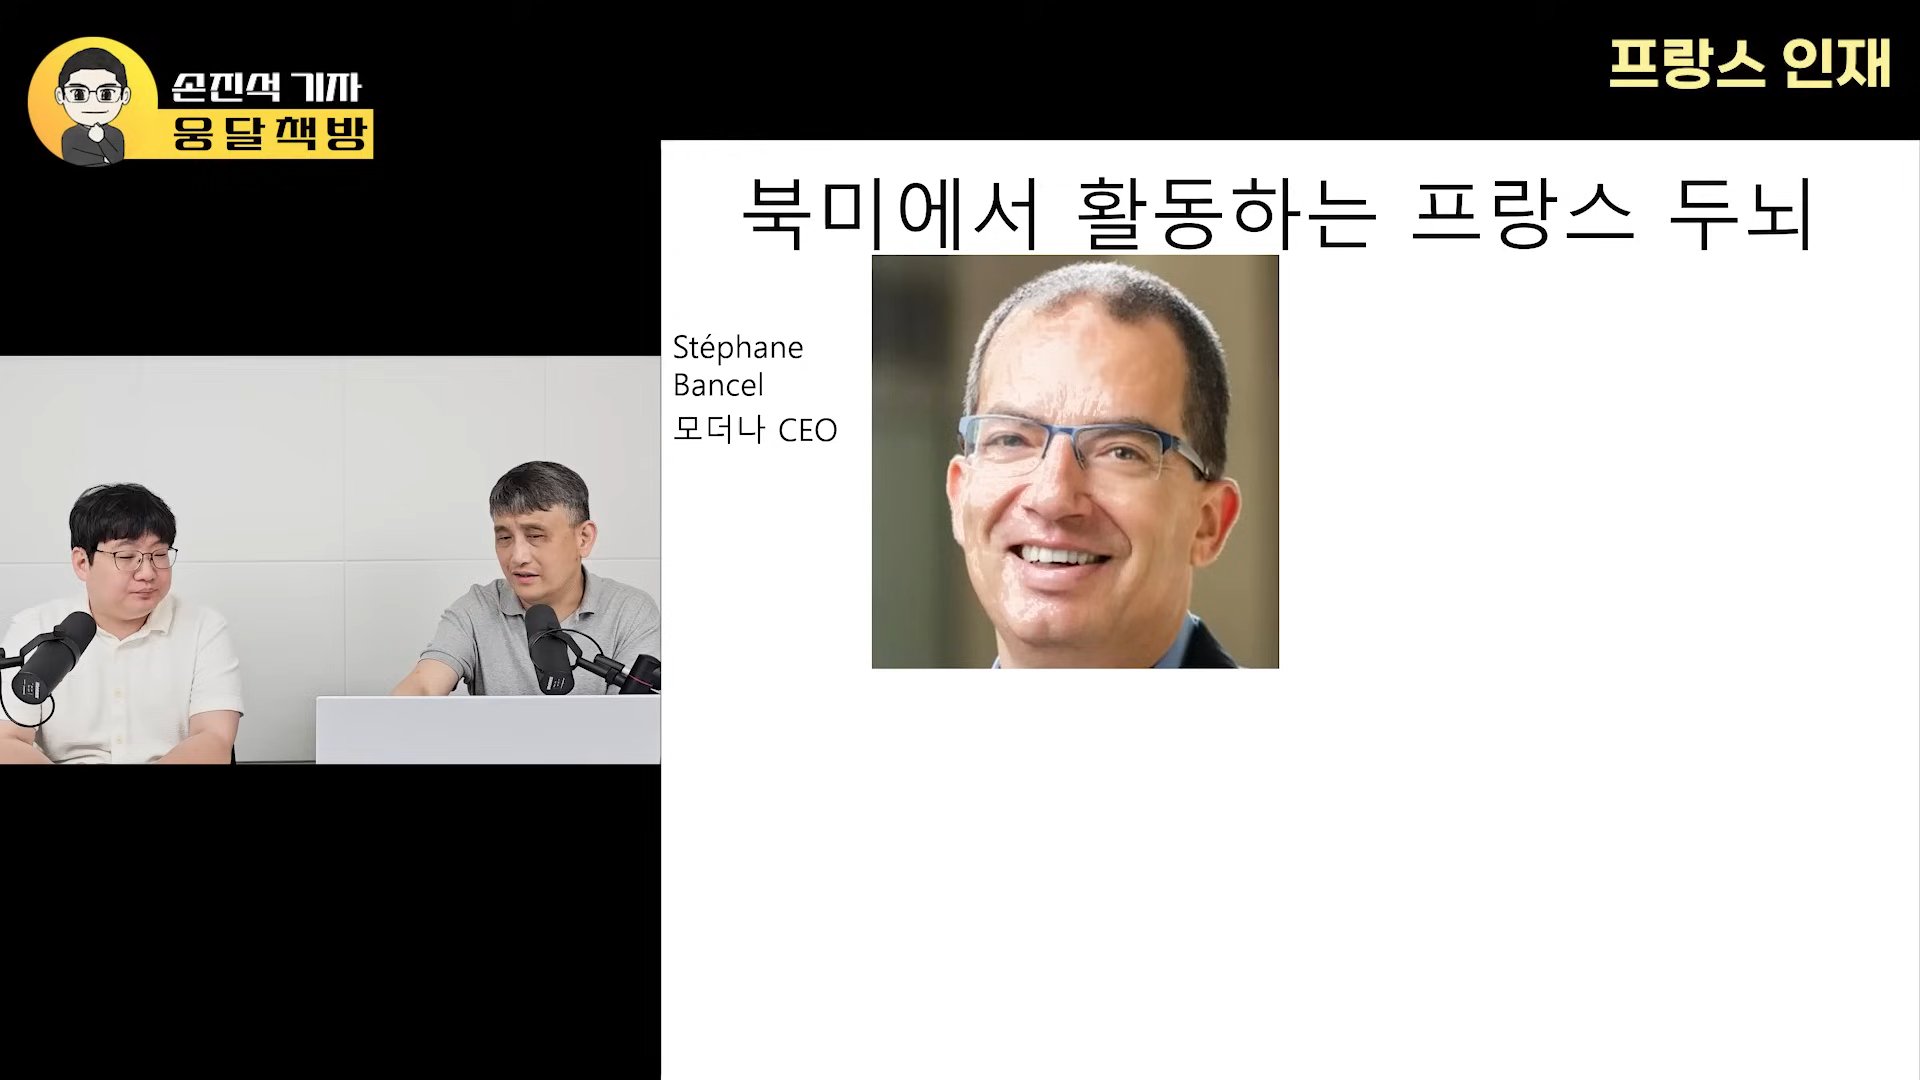 손진석 기자
웅달책방
프랑스 인재
북미에서 활동하는 프랑스 두뇌
Stéphane
Bancel
모더나 CEO